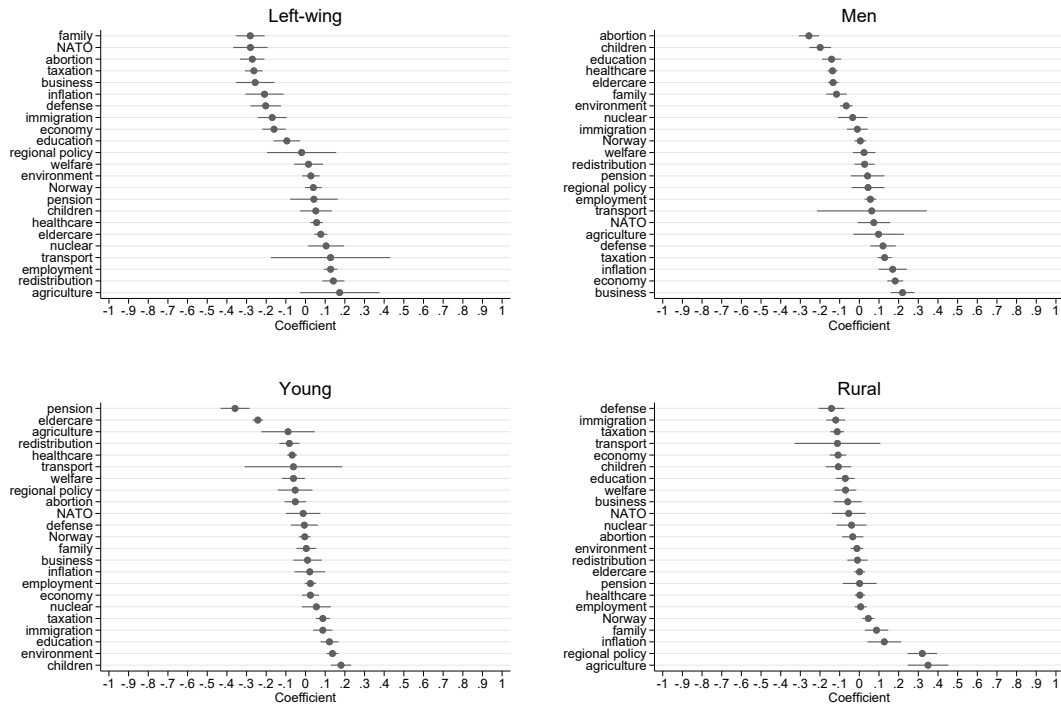 Left-wing
family
NATO
abortion
taxation
business
inflation
defense
immigration
economy
education
regional policy
welfare
environment
Norway
pension
children
healthcare
eldercare
nuclear
transport
employment
redistribution
agriculture
-1 -.9 -.8 -.7 -.6 -.5 -.4 -.3 -.2 -.1 0 .1 .2 .3 .4 .5 .6 .7 .8 .9 1
Coefficient
Men
abortion
children
education
healthcare
eldercare
family
environment
nuclear
immigration
Norway
welfare
redistribution
pension
regional policy
employment
transport
NATO
agriculture
defense
taxation
inflation
economy
business
-1 -.9 -.8 -.7 -.6 -.5 -.4 -.3 -.2 -.1 0 .1 .2 .3 .4 .5 .6 .7 .8 .9 1
Coefficient
Young
pension
eldercare
agriculture
redistribution
healthcare
transport
welfare
regional policy
abortion
NATO
defense
Norway
family
business
inflation
employment
economy
nuclear
taxation
immigration
education
environment
children
-1 -.9 -.8 -.7 -.6 -.5 -.4 -.3 -.2 -.1 0 .1 .2 .3 .4 .5 .6 .7 .8 .9 1
Coefficient
Rural
defense
immigration
taxation
transport
economy
children
education
welfare
business
NATO
nuclear
abortion
environment
redistribution
eldercare
pension
healthcare
employment
Norway
family
inflation
regional policy
agriculture
-1 -.9 -.8 -.7 -.6 -.5 -.4 -.3 -.2 -.1 0 .1 .2 .3 .4 .5 .6 .7 .8 .9 1
Coefficient